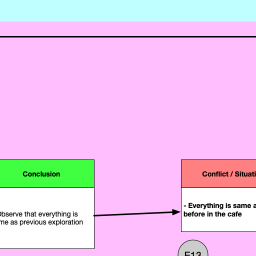 Conclusion
Conflict / Situati
Observe that everything is
me as previous exploration
- Everything is same a
before in the cafe
E13